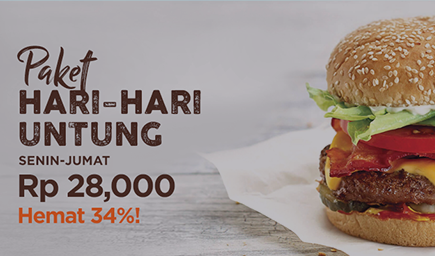 Paket
HARI-HARI
UNTUNG
SENIN-JUMAT
Rp 28,000
Hemat 34%!